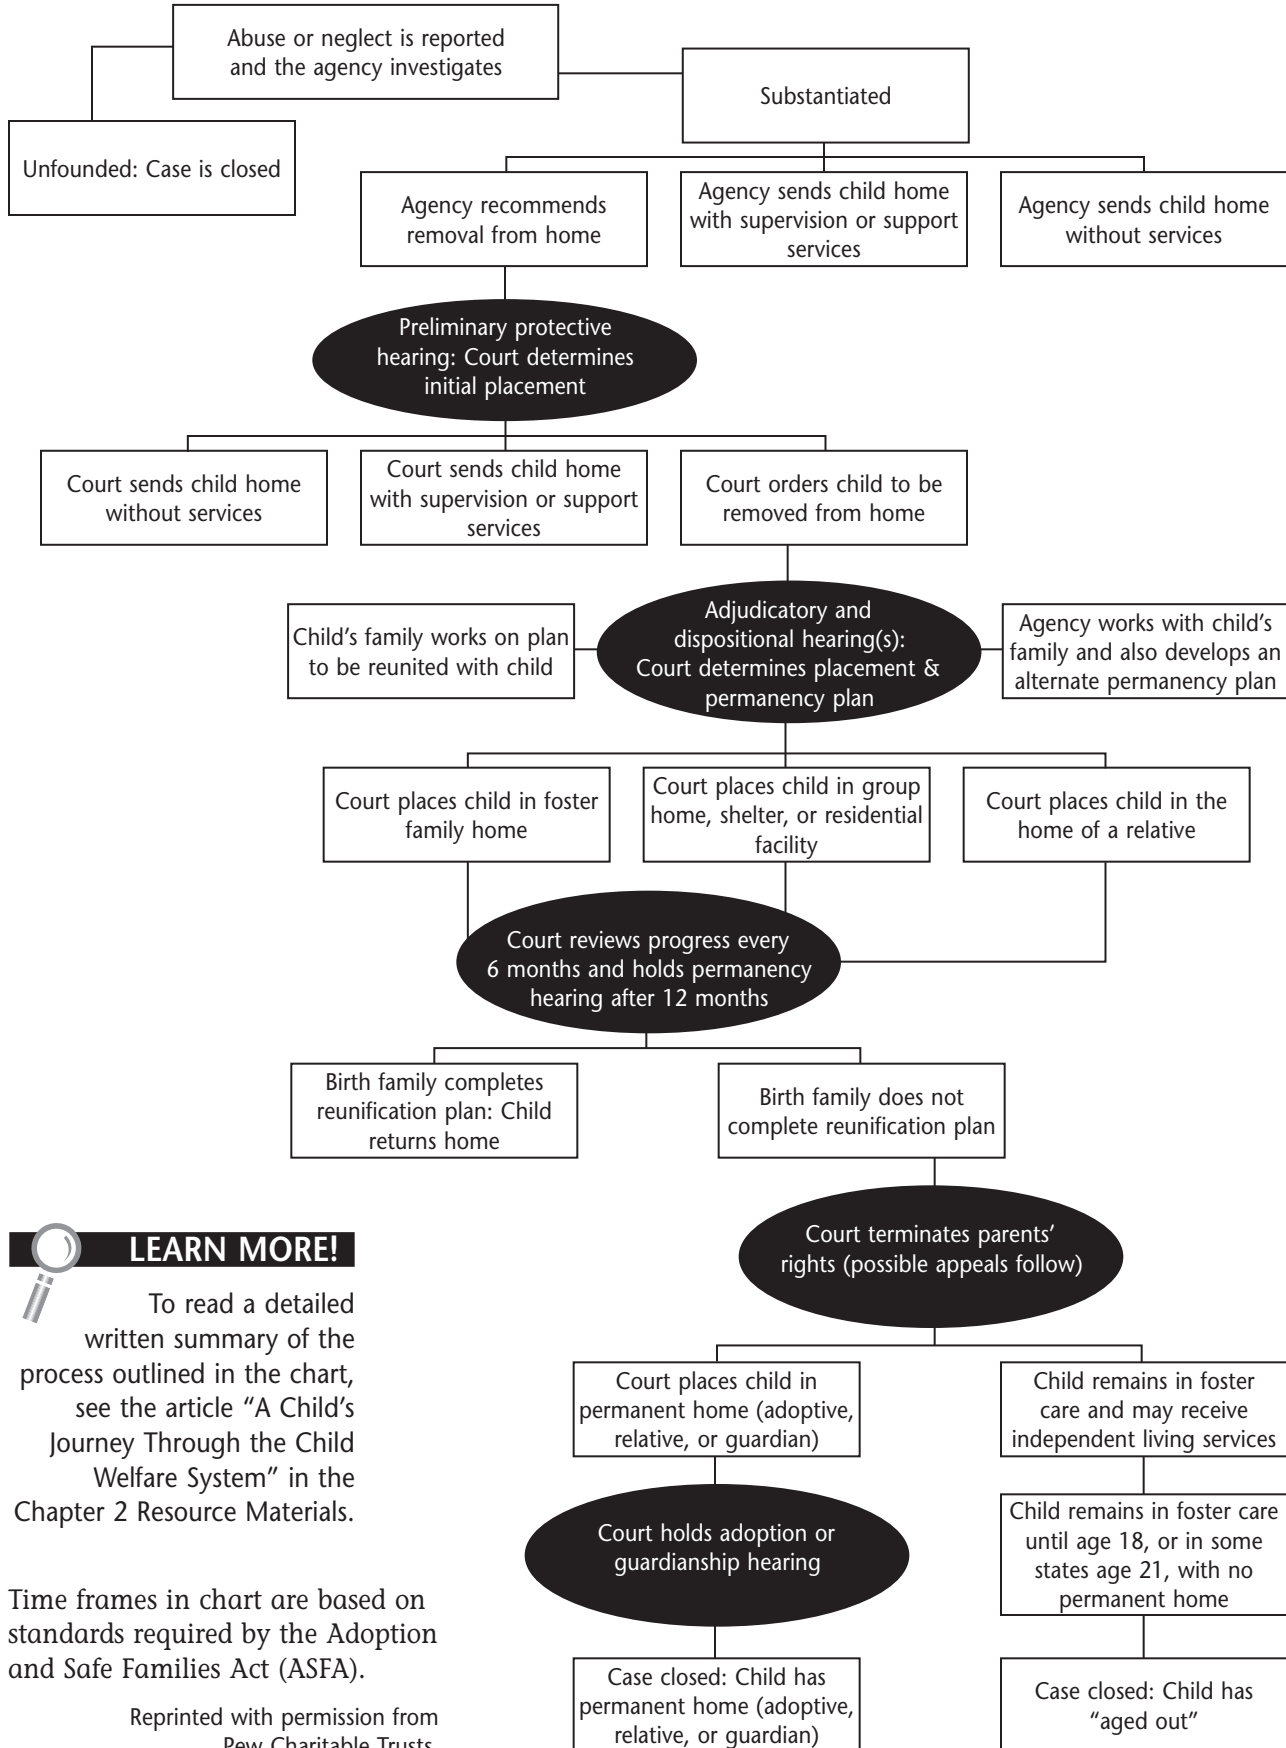 Abuse or neglect is reported
and the agency investigates
Substantiated
Unfounded: Case is closed
Agency recommends
removal from home
Agency sends child home
with supervision or support
services
Agency sends child home
without services
Preliminary protective
hearing: Court determines
initial placement
Court sends child home
without services
Court sends child home
with supervision or support
services
Court orders child to be
removed from home
Child’s family works on plan
to be reunited with child
Adjudicatory and
dispositional hearing(s):
Court determines placement &
permanency plan
Agency works with child’s
family and also develops an
alternate permanency plan
Court places child in foster
family home
Court places child in group
home, shelter, or residential
facility
Court places child in the
home of a relative
Court reviews progress every
6 months and holds permanency
hearing after 12 months
Birth family completes
reunification plan: Child
returns home
Birth family does not
complete reunification plan
Court terminates parents’
rights (possible appeals follow)
Court places child in
permanent home (adoptive,
relative, or guardian)
Child remains in foster
care and may receive
independent living services
Court holds adoption or
guardianship hearing
Child remains in foster care
until age 18, or in some
states age 21, with no
permanent home
Case closed: Child has
permanent home (adoptive,
relative, or guardian)
Case closed: Child has
“aged out”
LEARN MORE!
To read a detailed
written summary of the
process outlined in the chart,
see the article “A Child’s
Journey Through the Child
Welfare System” in the
Chapter 2 Resource Materials.
Time frames in chart are based on
standards required by the Adoption
and Safe Families Act (ASFA).
Reprinted with permission from
Pew Charitable Trusts